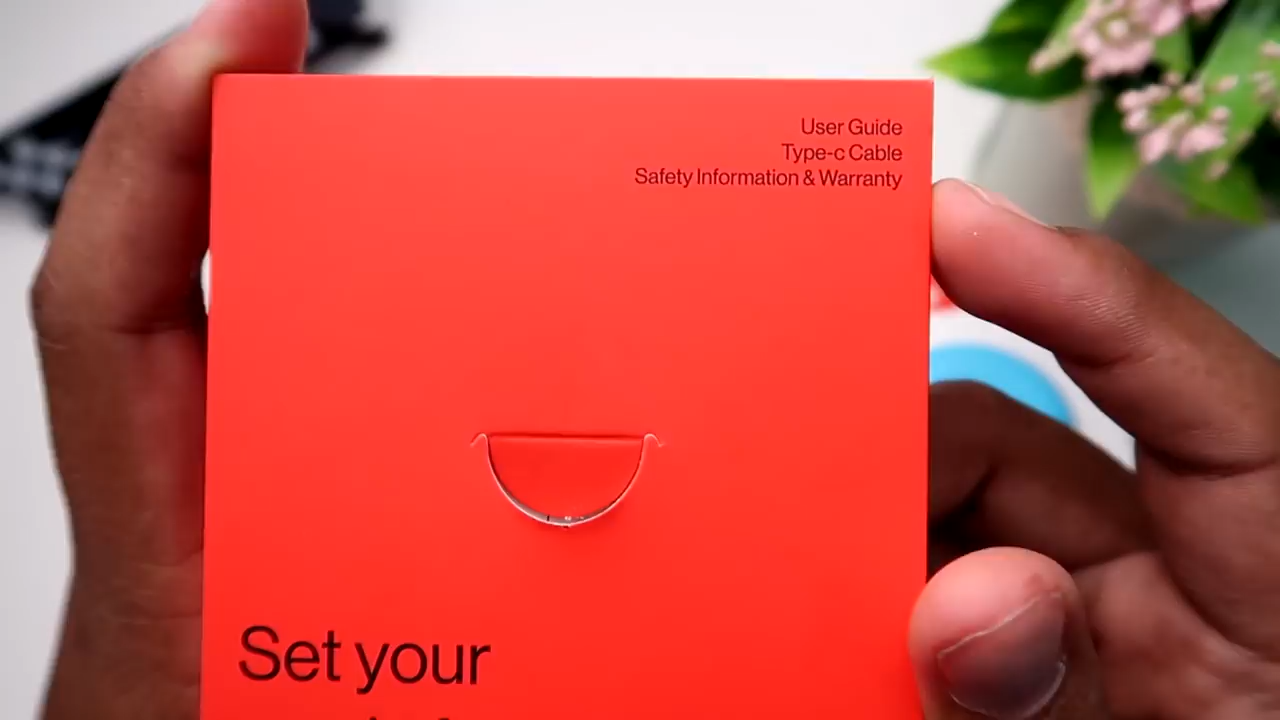 User Guide
Type-c Cable
Safety Information & Warranty
Set your